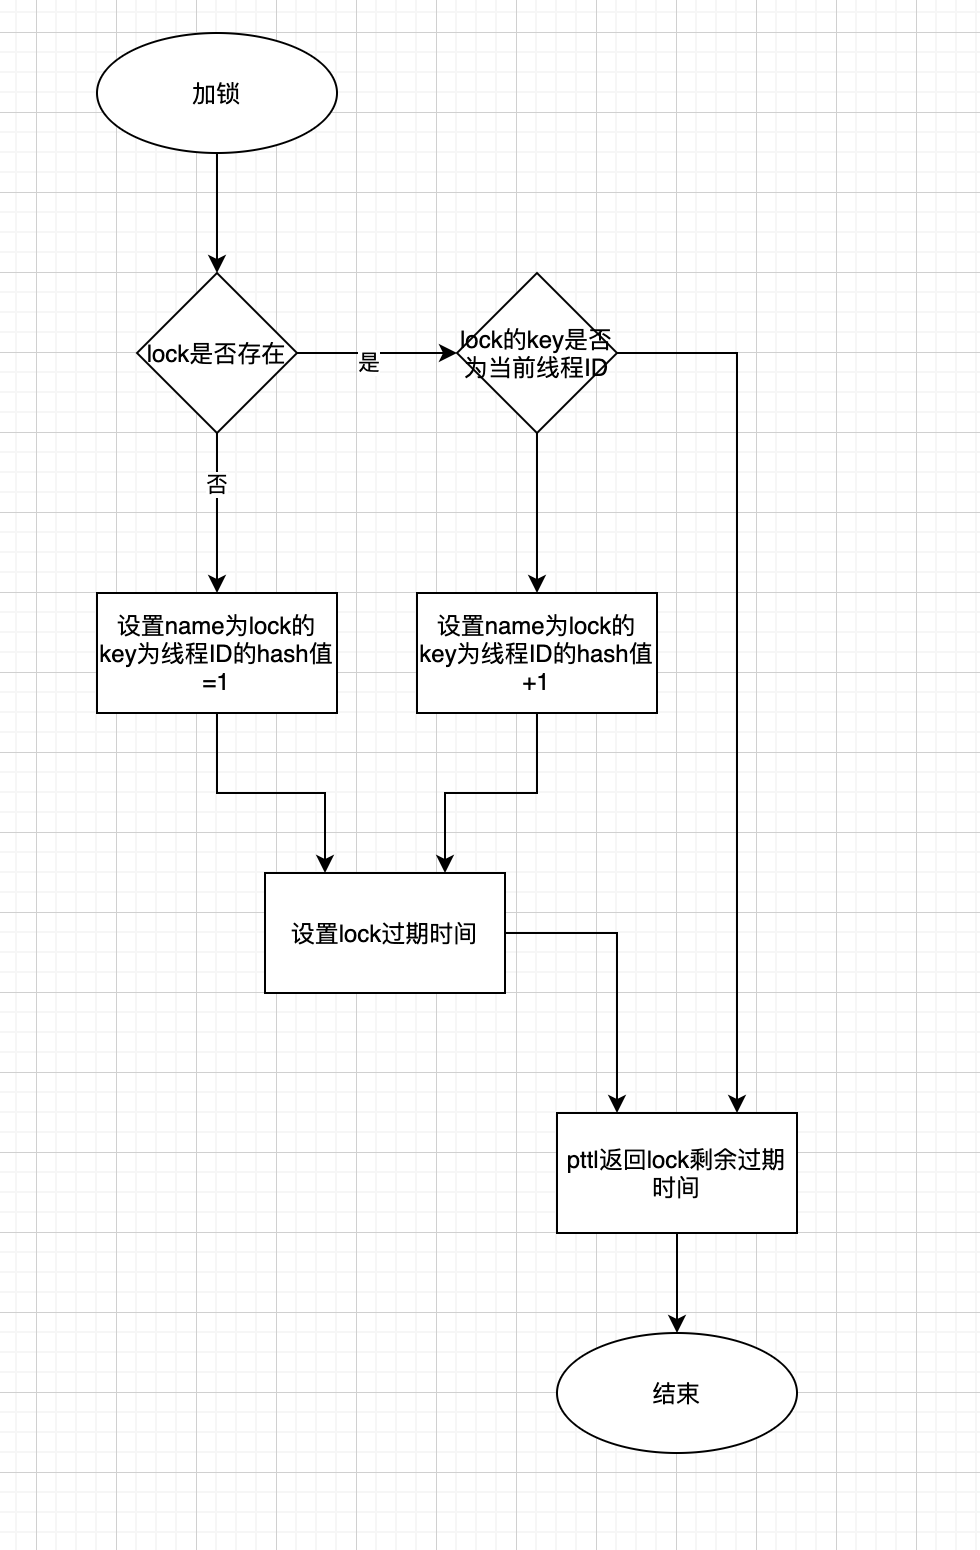 加锁
lock是否存在
是
lock的key是否
为当前线程ID
否
设置name为lock的
key为线程ID的hash值
=1
设置name为lock的
key为线程ID的hash值
+1
设置lock过期时间
pttl返回lock剩余过期
时间
结束